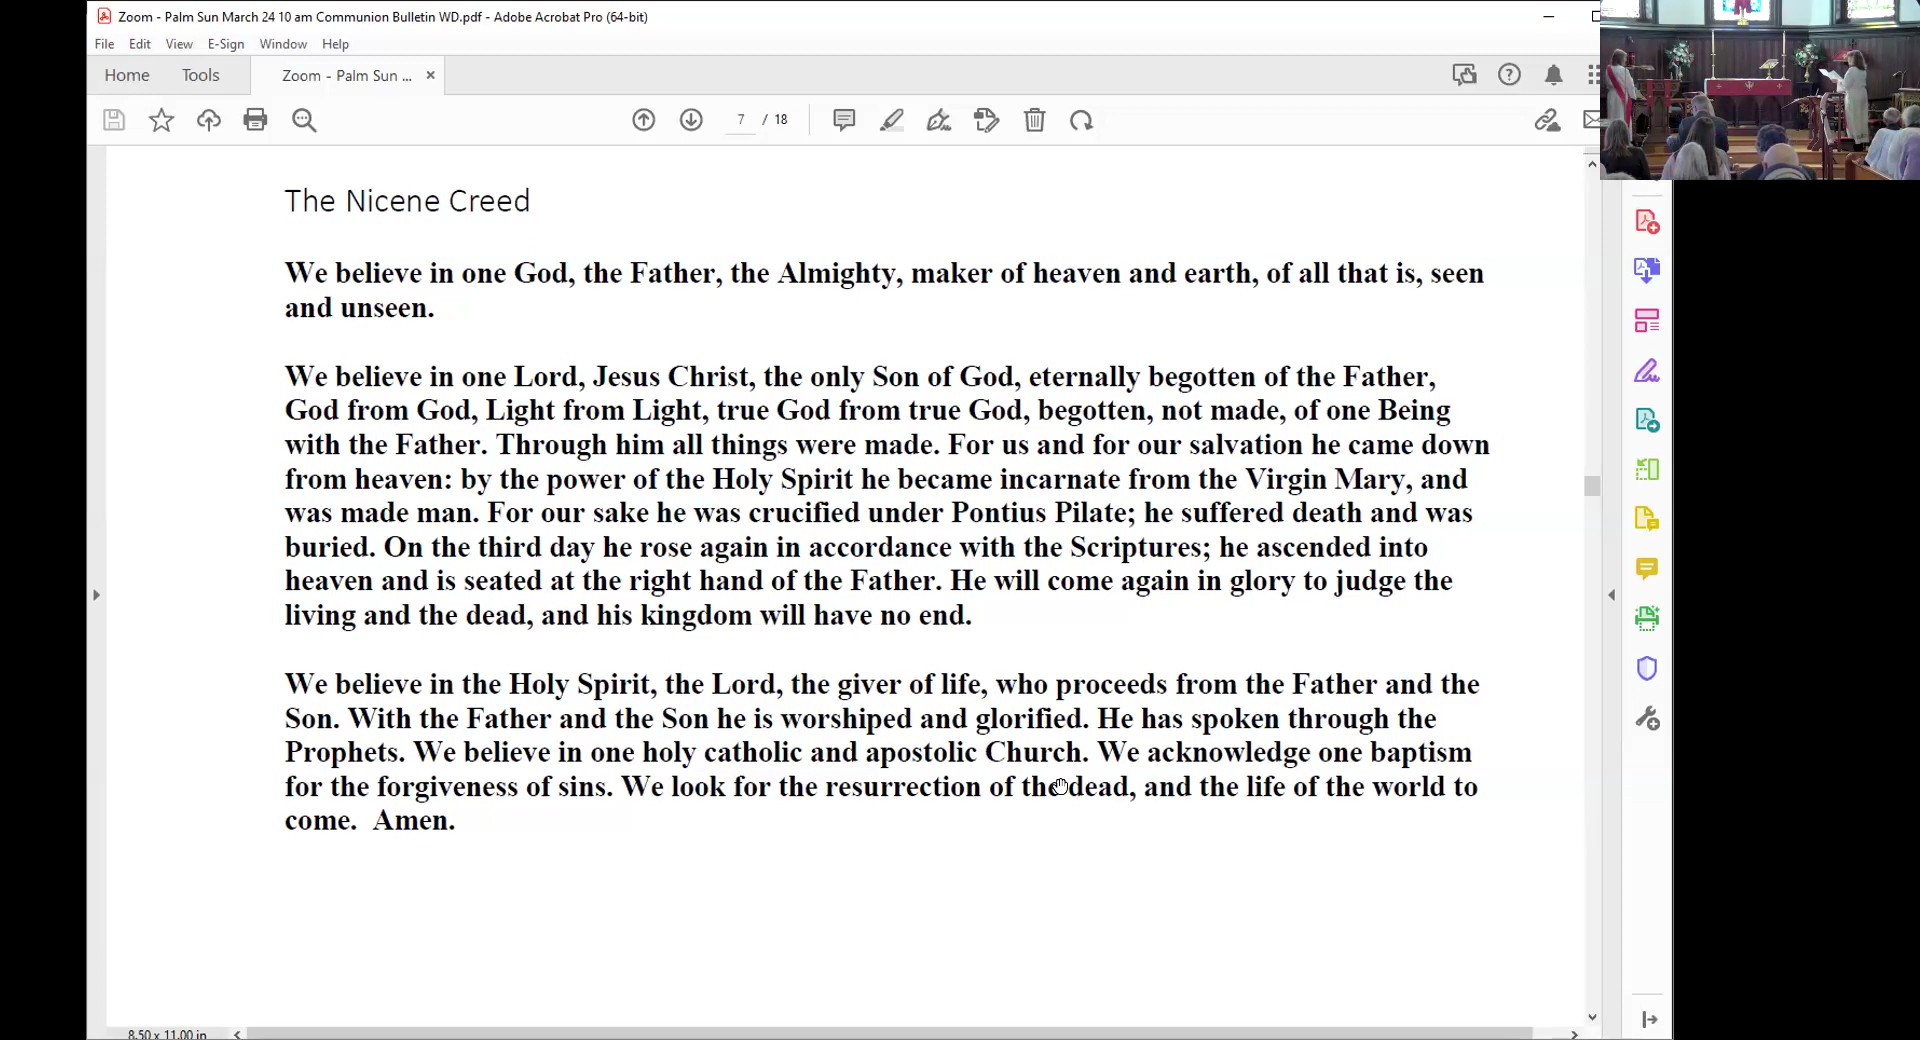 Zoom - Palm Sun March 24 10 am Communion Bulletin WD.pdf - Adobe Acrobat Pro (64-bit)
File Edit View E-Sign Window Help
Home Tools Zoom - Palm Sun ... ×
7 / 18
The Nicene Creed
We believe in one God, the Father, the Almighty, maker of heaven and earth, of all that is, seen
and unseen.
We believe in one Lord, Jesus Christ, the only Son of God, eternally begotten of the Father,
God from God, Light from Light, true God from true God, begotten, not made, of one Being
with the Father. Through him all things were made. For us and for our salvation he came down
from heaven: by the power of the Holy Spirit he became incarnate from the Virgin Mary, and
was made man. For our sake he was crucified under Pontius Pilate; he suffered death and was
buried. On the third day he rose again in accordance with the Scriptures; he ascended into
heaven and is seated at the right hand of the Father. He will come again in glory to judge the
living and the dead, and his kingdom will have no end.
We believe in the Holy Spirit, the Lord, the giver of life, who proceeds from the Father and the
Son. With the Father and the Son he is worshiped and glorified. He has spoken through the
Prophets. We believe in one holy catholic and apostolic Church. We acknowledge one baptism
for the forgiveness of sins. We look for the resurrection of the dead, and the life of the world to
come. Amen.
8.50 x 11.00 in